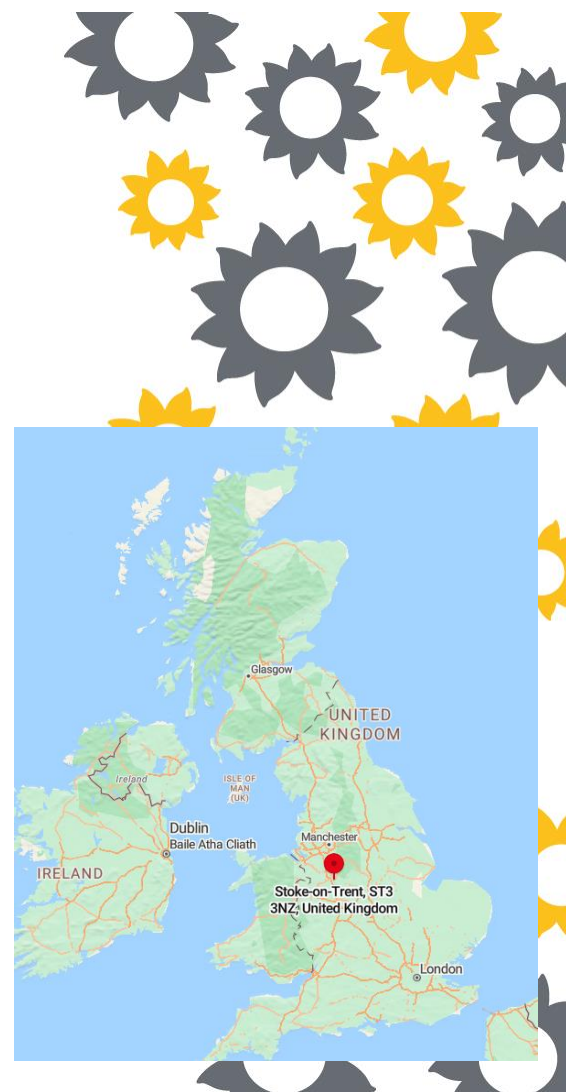 Glasgow
UNITED
KINGDOM
Ireland
ISLE OF
MAN
(UK)
Dublin
Baile Atha Cliath
Manchester
IRELAND
Stoke-on-Trent, ST3
3NZ, United Kingdom
London